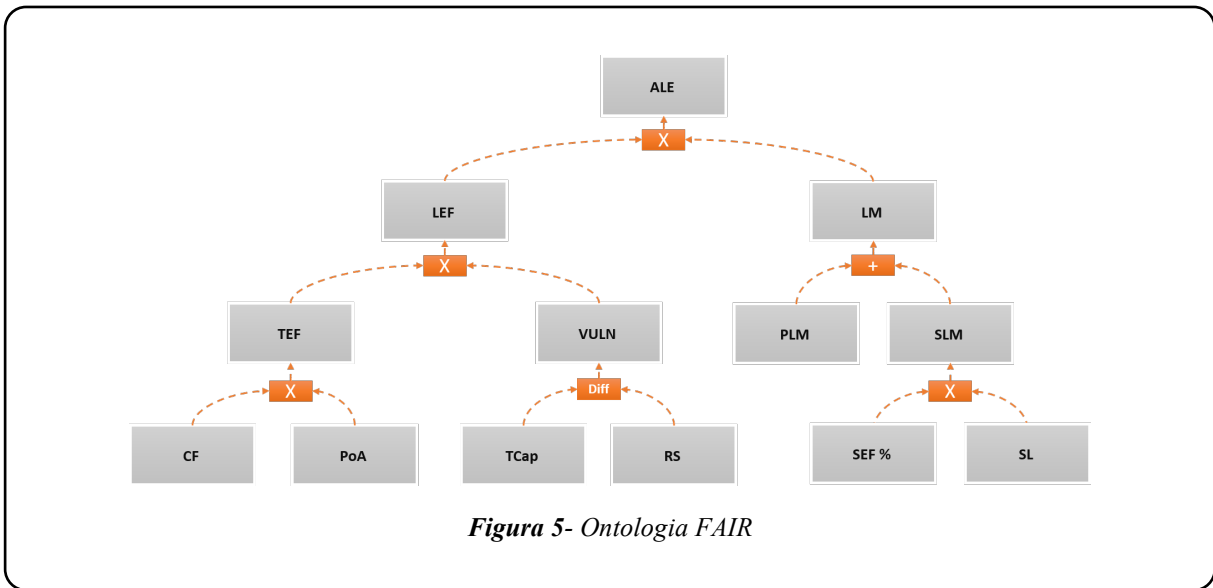 ALE
X
LEF
LM
X
+
TEF
VULN
PLM
SLM
X
Diff
X
CF
PoA
TCap
RS
SEF %
SL
Figura 5- Ontologia FAIR